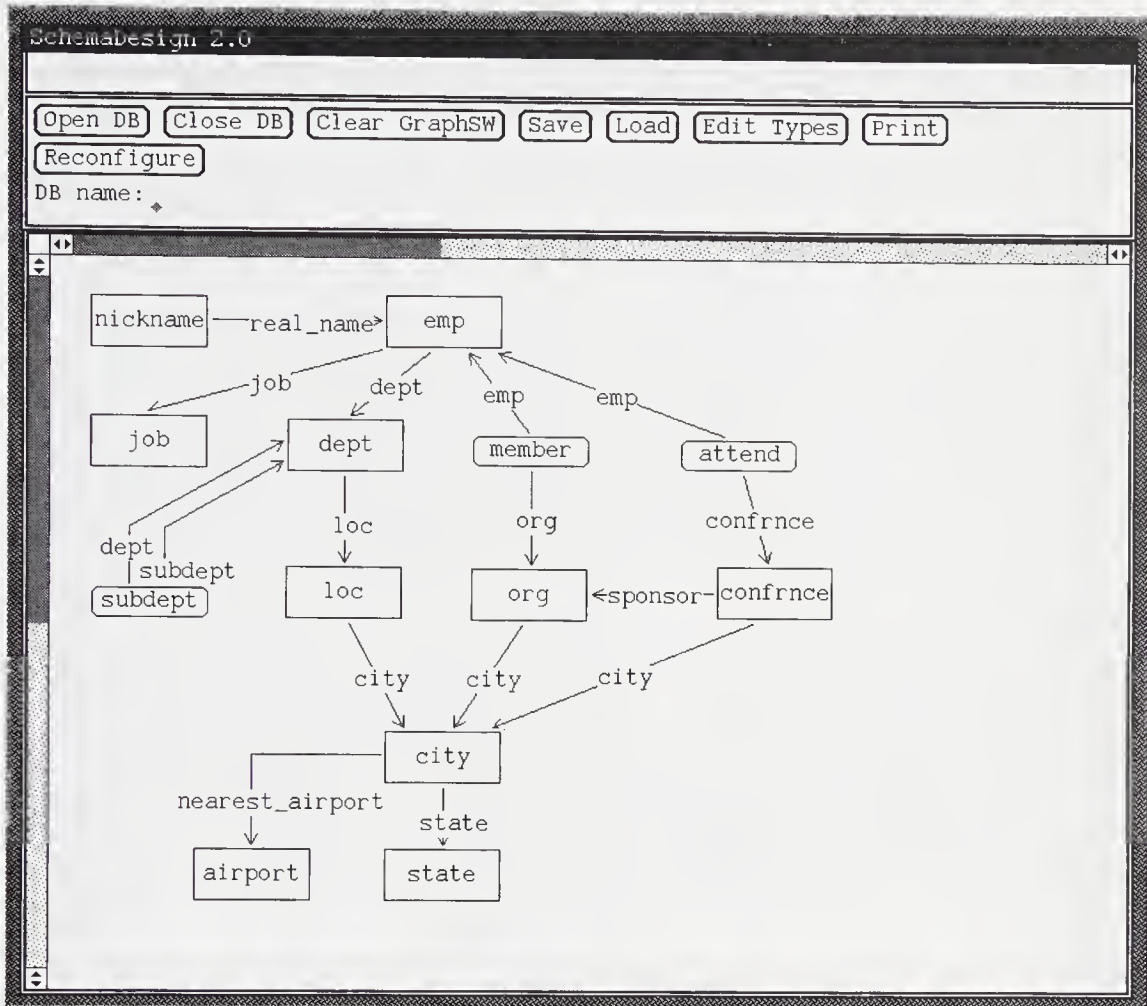 SchemaDesign 2.0
Open DB Close DB Clear GraphSW Save Load Edit Types Print
Reconfigure
DB name:
nickname real_name emp
job dept emp emp
job dept member attend
loc org confrnce
dept
subdept
subdept loc org sponsor confrnce
city city city
city
nearest_airport
state
airport state